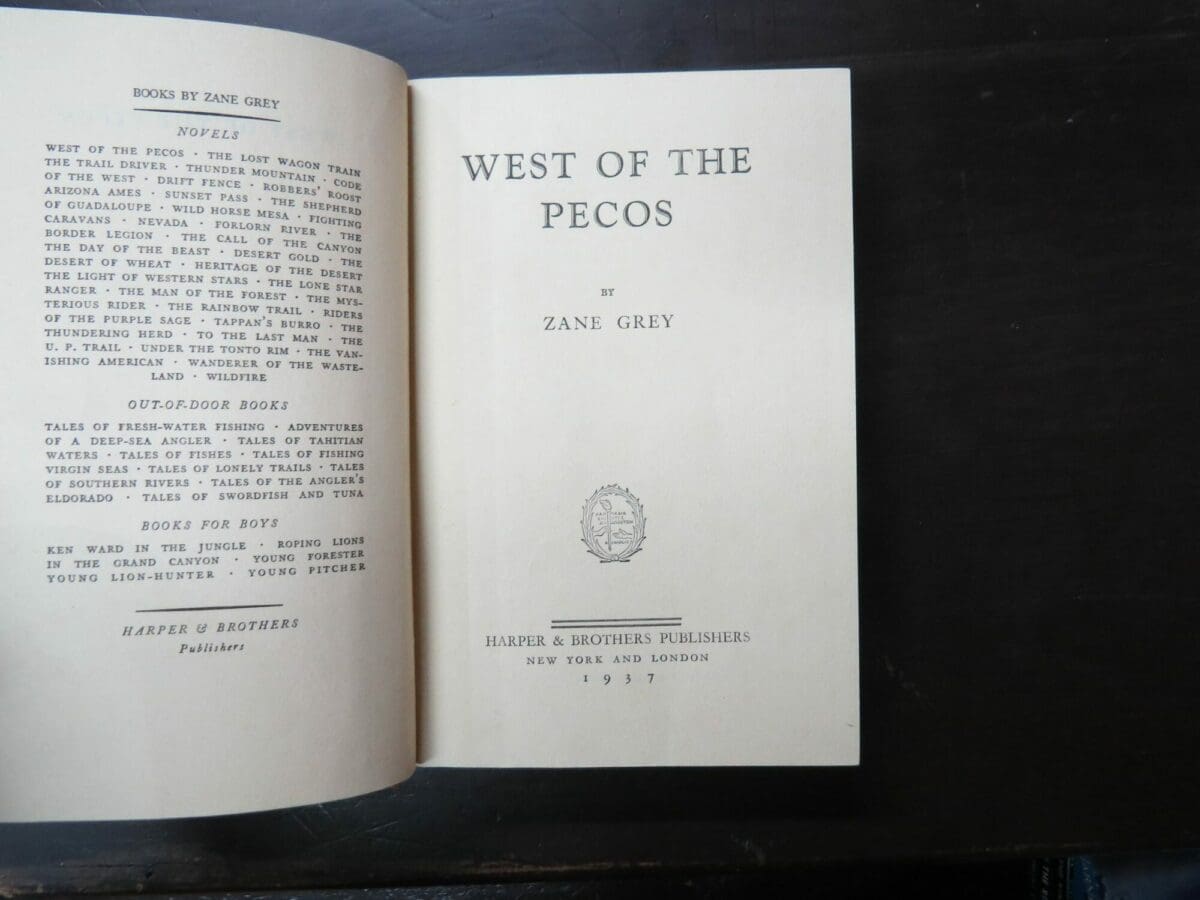 BOOKS BY ZANE GREY
NOVELS
WEST OF THE PECOS · THE LOST WAGON TRAIN
THE TRAIL DRIVER · THUNDER MOUNTAIN · CODE
OF THE WEST · DRIFT FENCE · ROBBERS' ROOST
ARIZONA AMES · SUNSET PASS · THE SHEPHERD
OF GUADALOUPE · WILD HORSE MESA · FIGHTING
CARAVANS · NEVADA · FORLORN RIVER · THE
BORDER LEGION · THE CALL OF THE CANYON
THE DAY OF THE BEAST · DESERT GOLD · THE
DESERT OF WHEAT · HERITAGE OF THE DESERT
THE LIGHT OF WESTERN STARS · THE LONE STAR
RANGER · THE MAN OF THE FOREST · THE MYS-
TERIOUS RIDER · THE RAINBOW TRAIL · RIDERS
OF THE PURPLE SAGE · TAPPAN'S BURRO · THE
THUNDERING HERD · TO THE LAST MAN · THE
U. P. TRAIL · UNDER THE TONTO RIM · THE VAN-
ISHING AMERICAN · WANDERER OF THE WASTE-
LAND · WILDFIRE
OUT-OF-DOOR BOOKS
TALES OF FRESH-WATER FISHING · ADVENTURES
OF A DEEP-SEA ANGLER · TALES OF TAHITIAN
WATERS · TALES OF FISHES · TALES OF FISHING
VIRGIN SEAS · TALES OF LONELY TRAILS · TALES
OF SOUTHERN RIVERS · TALES OF THE ANGLER'S
ELDORADO · TALES OF SWORDFISH AND TUNA
BOOKS FOR BOYS
KEN WARD IN THE JUNGLE · ROPING LIONS
IN THE GRAND CANYON · YOUNG FORESTER
YOUNG LION-HUNTER · YOUNG PITCHER
HARPER & BROTHERS
Publishers
WEST OF THE
PECOS
BY
ZANE GREY
HARPER & BROTHERS PUBLISHERS
NEW YORK AND LONDON
1937